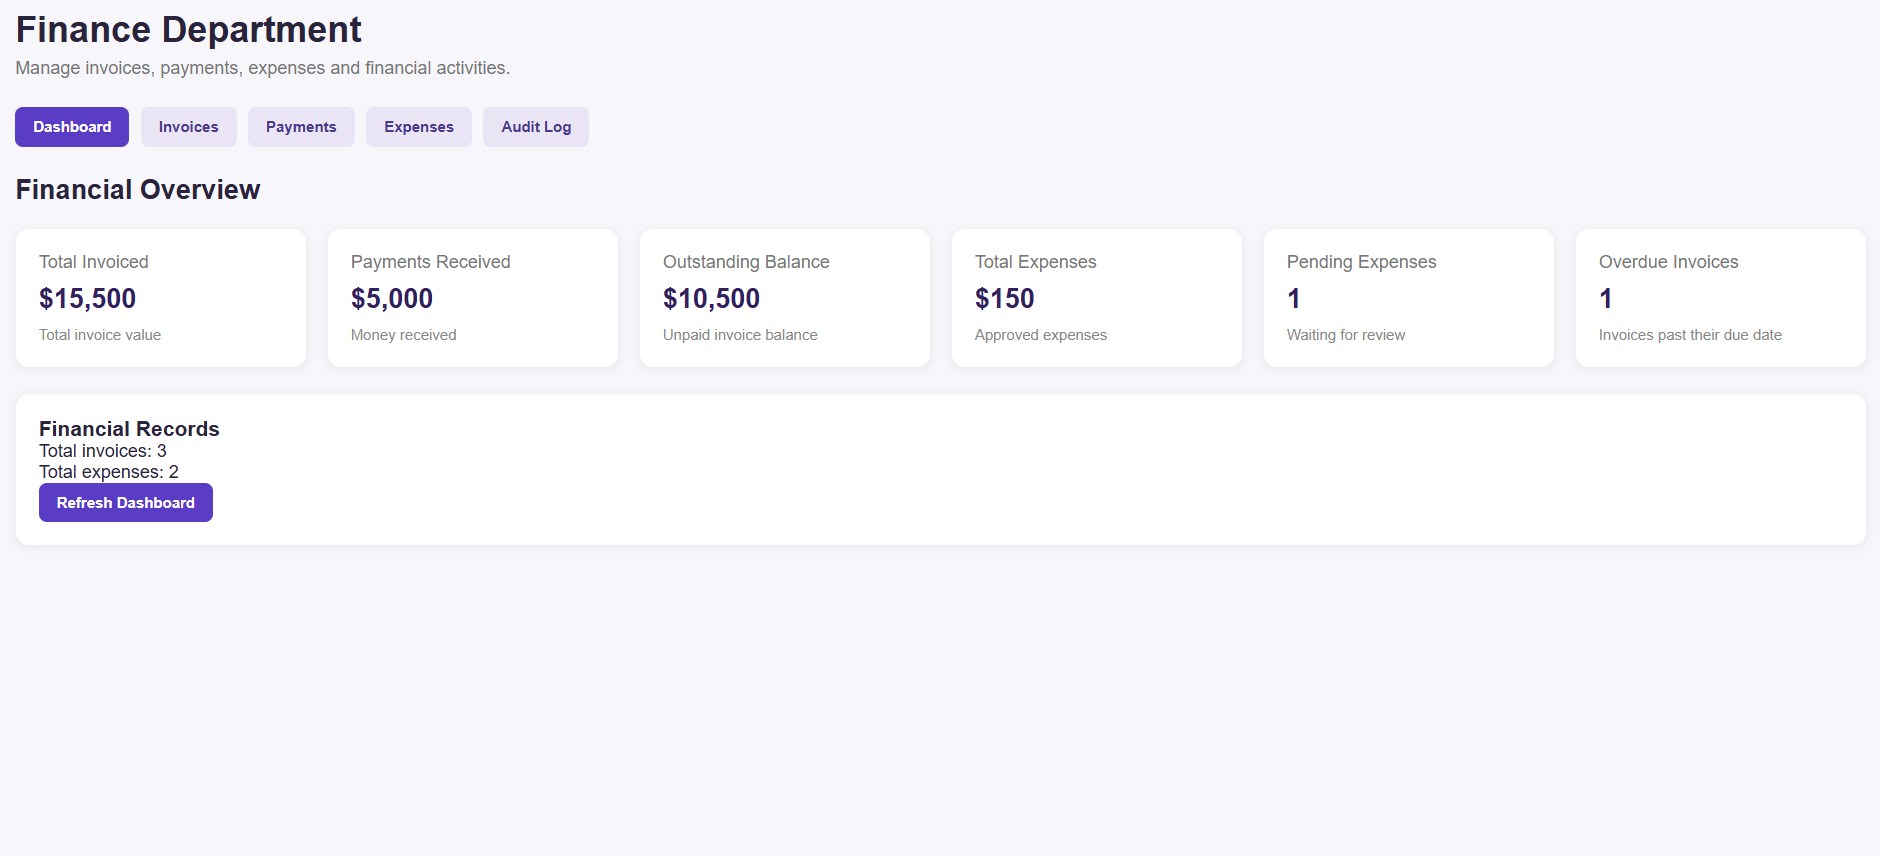 Finance Department
Manage invoices, payments, expenses and financial activities.
Dashboard
Invoices
Payments
Expenses
Audit Log
Financial Overview
Total Invoiced
$15,500
Total invoice value
Payments Received
$5,000
Money received
Outstanding Balance
$10,500
Unpaid invoice balance
Total Expenses
$150
Approved expenses
Pending Expenses
1
Waiting for review
Overdue Invoices
1
Invoices past their due date
Financial Records
Total invoices: 3
Total expenses: 2
Refresh Dashboard